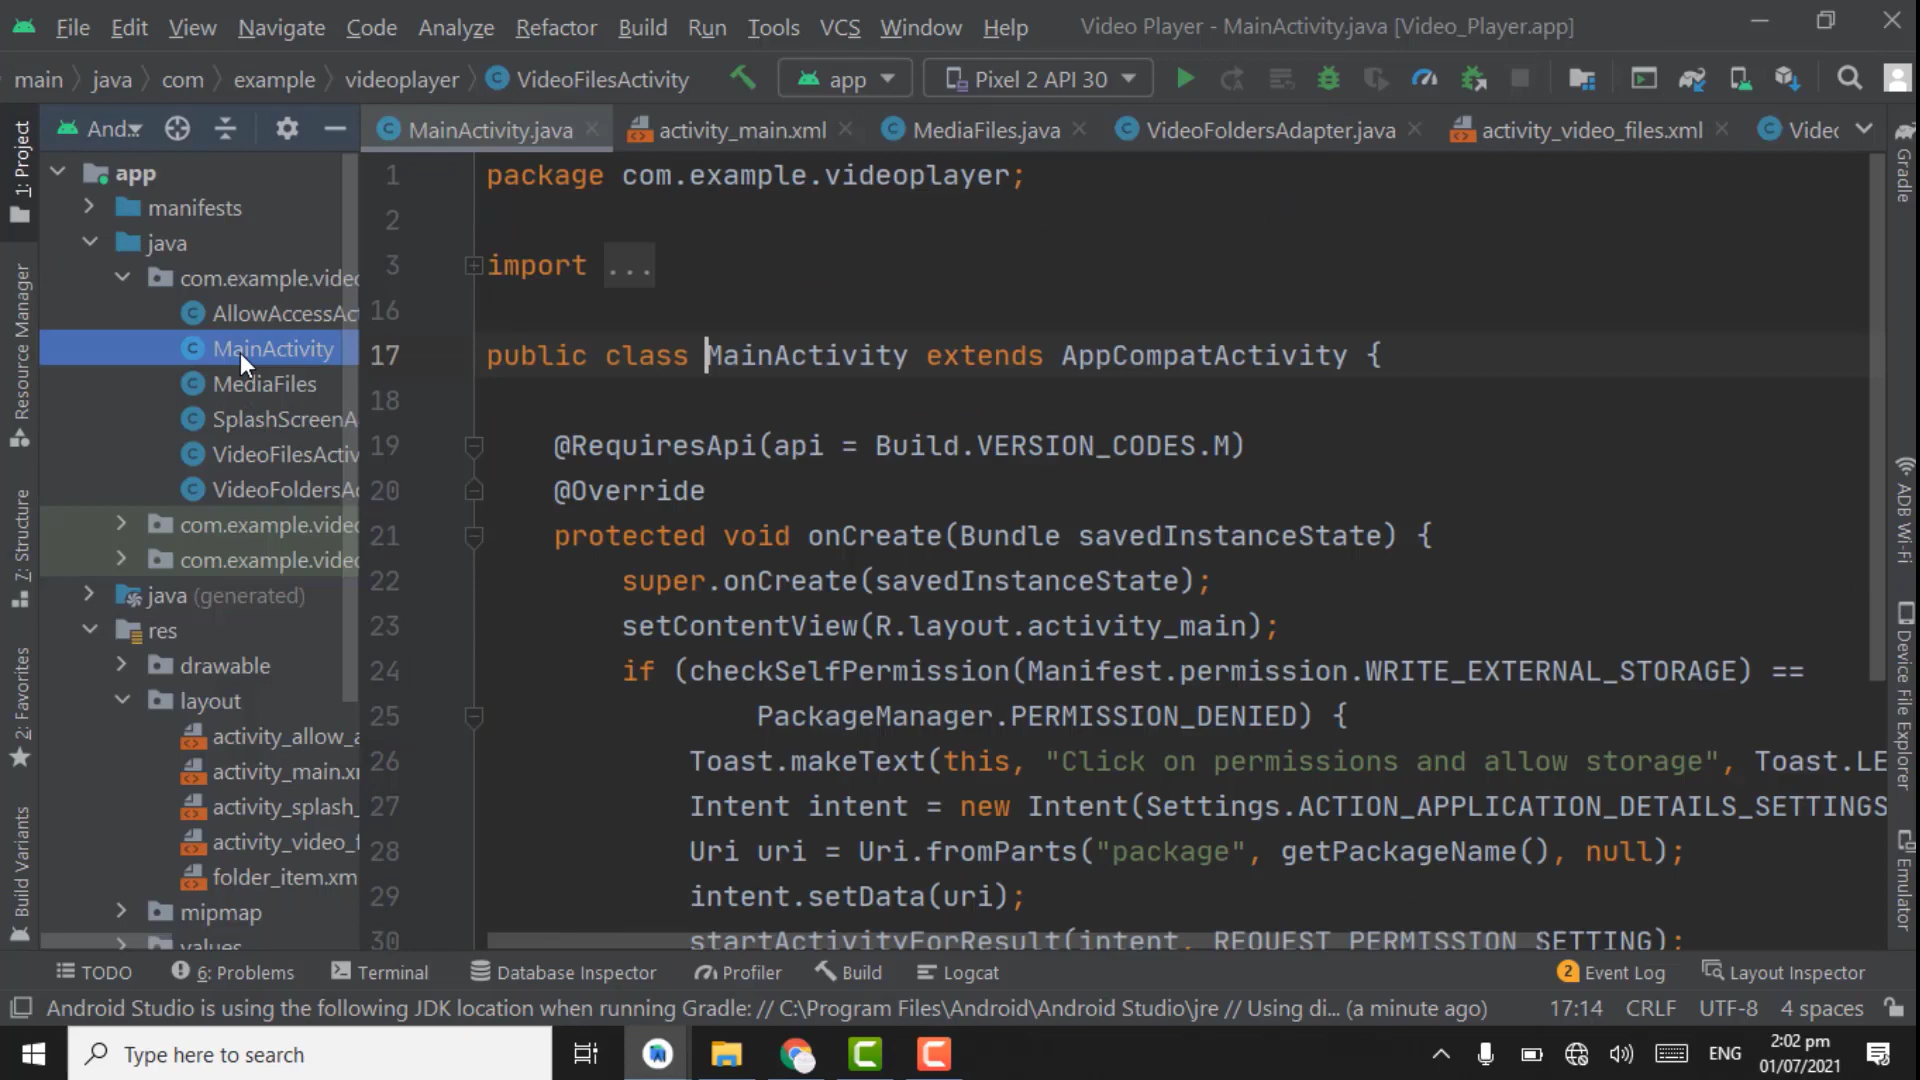 File Edit View Navigate Code Analyze Refactor Build Run Tools VCS Window Help Video Player - MainActivity.java [Video_Player.app]
main java com example videoplayer VideoFilesActivity app Pixel 2 API 30
And... MainActivity.java activity_main.xml MediaFiles.java VideoFoldersAdapter.java activity_video_files.xml Videc
1: Project
Resource Manager
Z: Structure
2: Favorites
Build Variants
app
manifests
java
com.example.video
AllowAccessAct
MainActivity
MediaFiles
SplashScreenA
VideoFilesActiv
VideoFoldersAc
com.example.video
com.example.video
java (generated)
res
drawable
layout
activity_allow_a
activity_main.xm
activity_splash_
activity_video_f
folder_item.xm
mipmap
values
1 package com.example.videoplayer;
2
3 import ...
16
17 public class MainActivity extends AppCompatActivity {
18
19 @RequiresApi(api = Build.VERSION_CODES.M)
20 @Override
21 protected void onCreate(Bundle savedInstanceState) {
22 super.onCreate(savedInstanceState);
23 setContentView(R.layout.activity_main);
24 if (checkSelfPermission(Manifest.permission.WRITE_EXTERNAL_STORAGE) ==
25 PackageManager.PERMISSION_DENIED) {
26 Toast.makeText(this, "Click on permissions and allow storage", Toast.LE
27 Intent intent = new Intent(Settings.ACTION_APPLICATION_DETAILS_SETTINGS
28 Uri uri = Uri.fromParts("package", getPackageName(), null);
29 intent.setData(uri);
30 startActivityForResult(intent, REQUEST_PERMISSION_SETTING);
Gradle
ADB Wi-Fi
Device File Explorer
Emulator
TODO 6: Problems Terminal Database Inspector Profiler Build Logcat 2 Event Log Layout Inspector
Android Studio is using the following JDK location when running Gradle: // C:\Program Files\Android\Android Studio\jre // Using di... (a minute ago) 17:14 CRLF UTF-8 4 spaces
Type here to search ENG 2:02 pm
01/07/2021